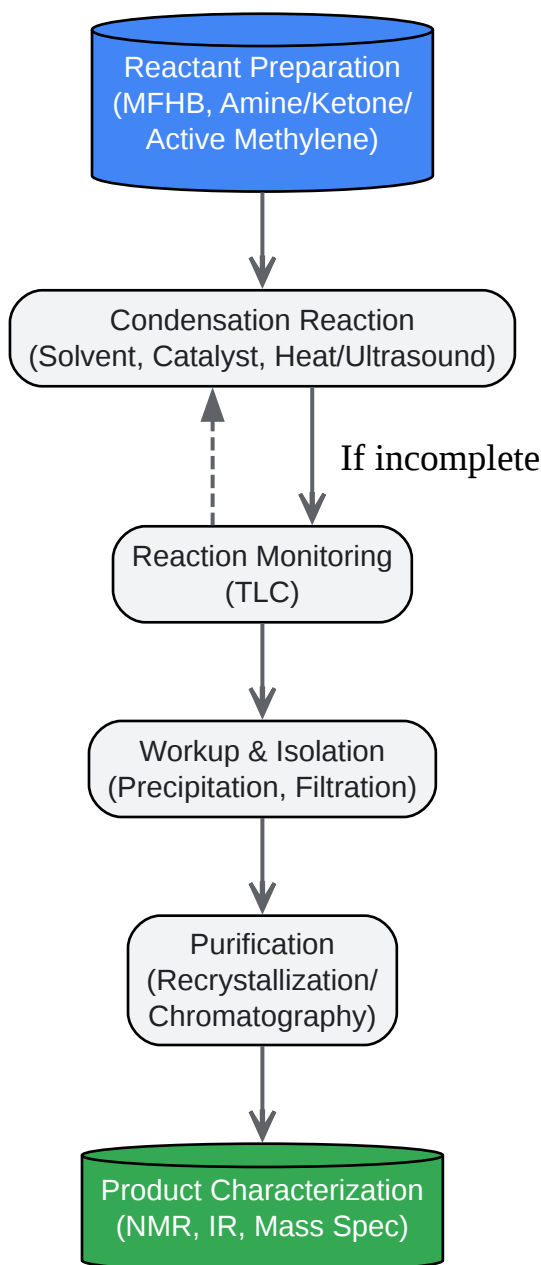 Reactant Preparation
(MFHB, Amine/Ketone/
Active Methylene)
Condensation Reaction
(Solvent, Catalyst, Heat/Ultrasound)
If incomplete
Reaction Monitoring
(TLC)
Workup & Isolation
(Precipitation, Filtration)
Purification
(Recrystallization/
Chromatography)
Product Characterization
(NMR, IR, Mass Spec)